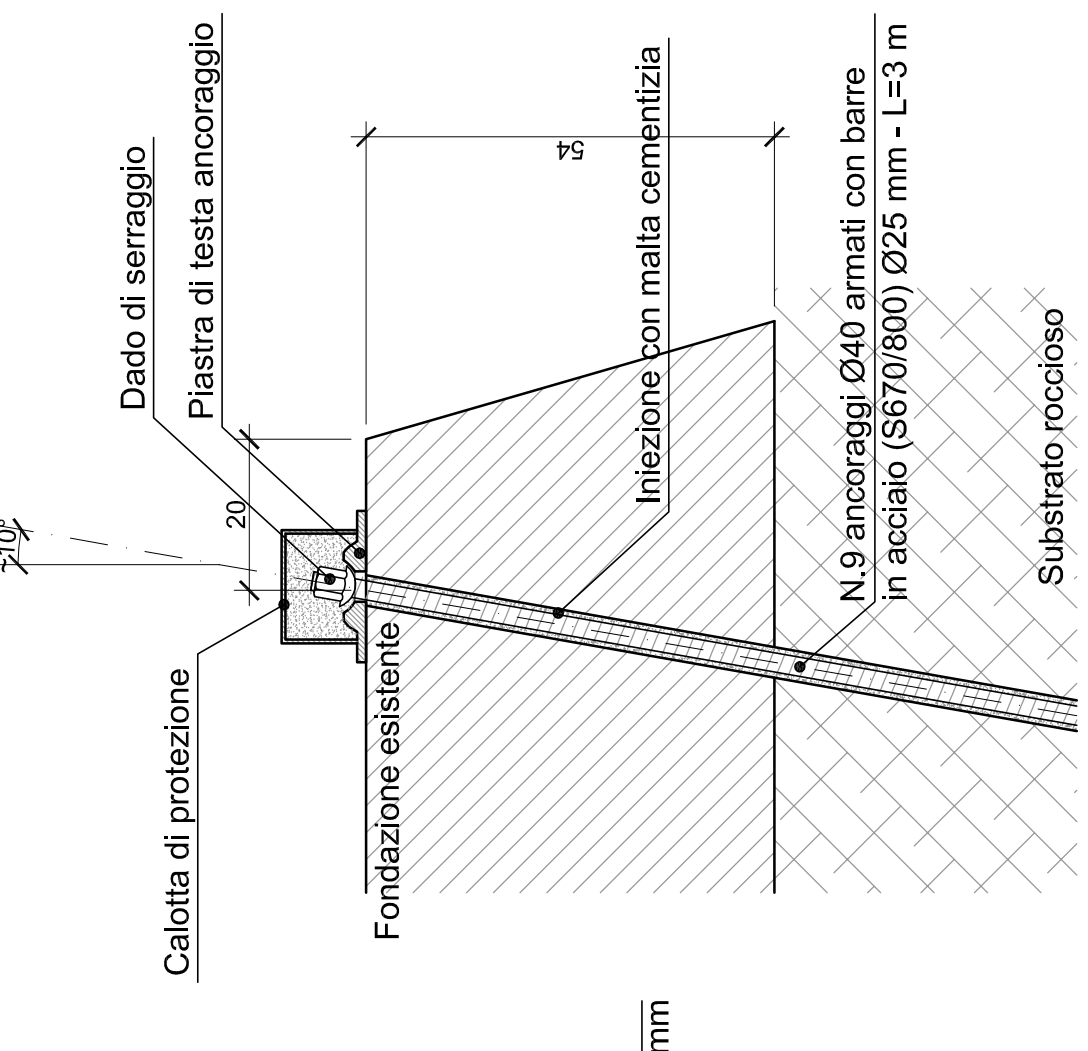 ~10°
Dado di serraggio
Piastra di testa ancoraggio
20
54
Calotta di protezione
Fondazione esistente
Iniezione con malta cementizia
N.9 ancoraggi Ø40 armati con barre
in acciaio (S670/800) Ø25 mm - L=3 m
Substrato roccioso
mm